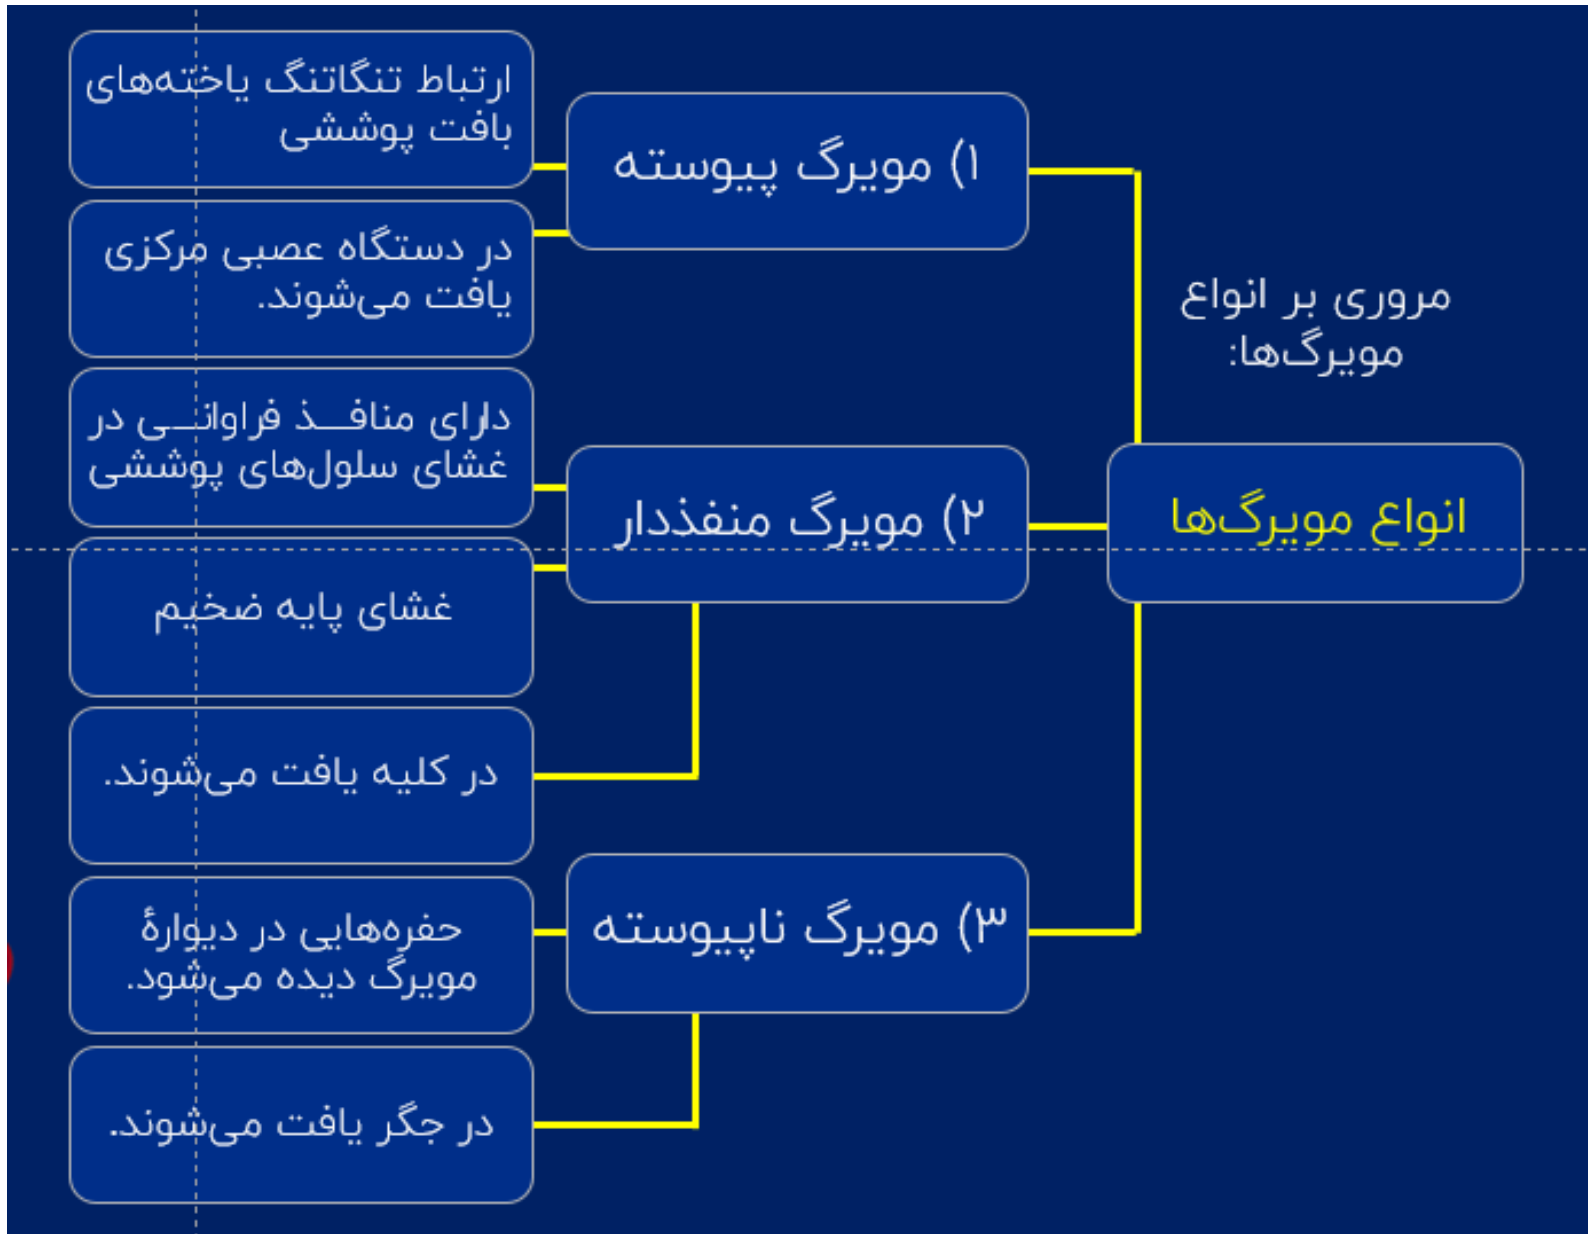 مروری بر انواع
مویرگ‌ها:
انواع مویرگ‌ها
۱) مویرگ پیوسته
ارتباط تنگاتنگ یاخته‌های
بافت پوششی
در دستگاه عصبی مرکزی
یافت می‌شوند.
۲) مویرگ منفذدار
دارای منافـــذ فراوانـــی در
غشای سلول‌های پوششی
غشای پایه ضخیم
در کلیه یافت می‌شوند.
۳) مویرگ ناپیوسته
حفره‌هایی در دیوارهٔ
مویرگ دیده می‌شود.
در جگر یافت می‌شوند.